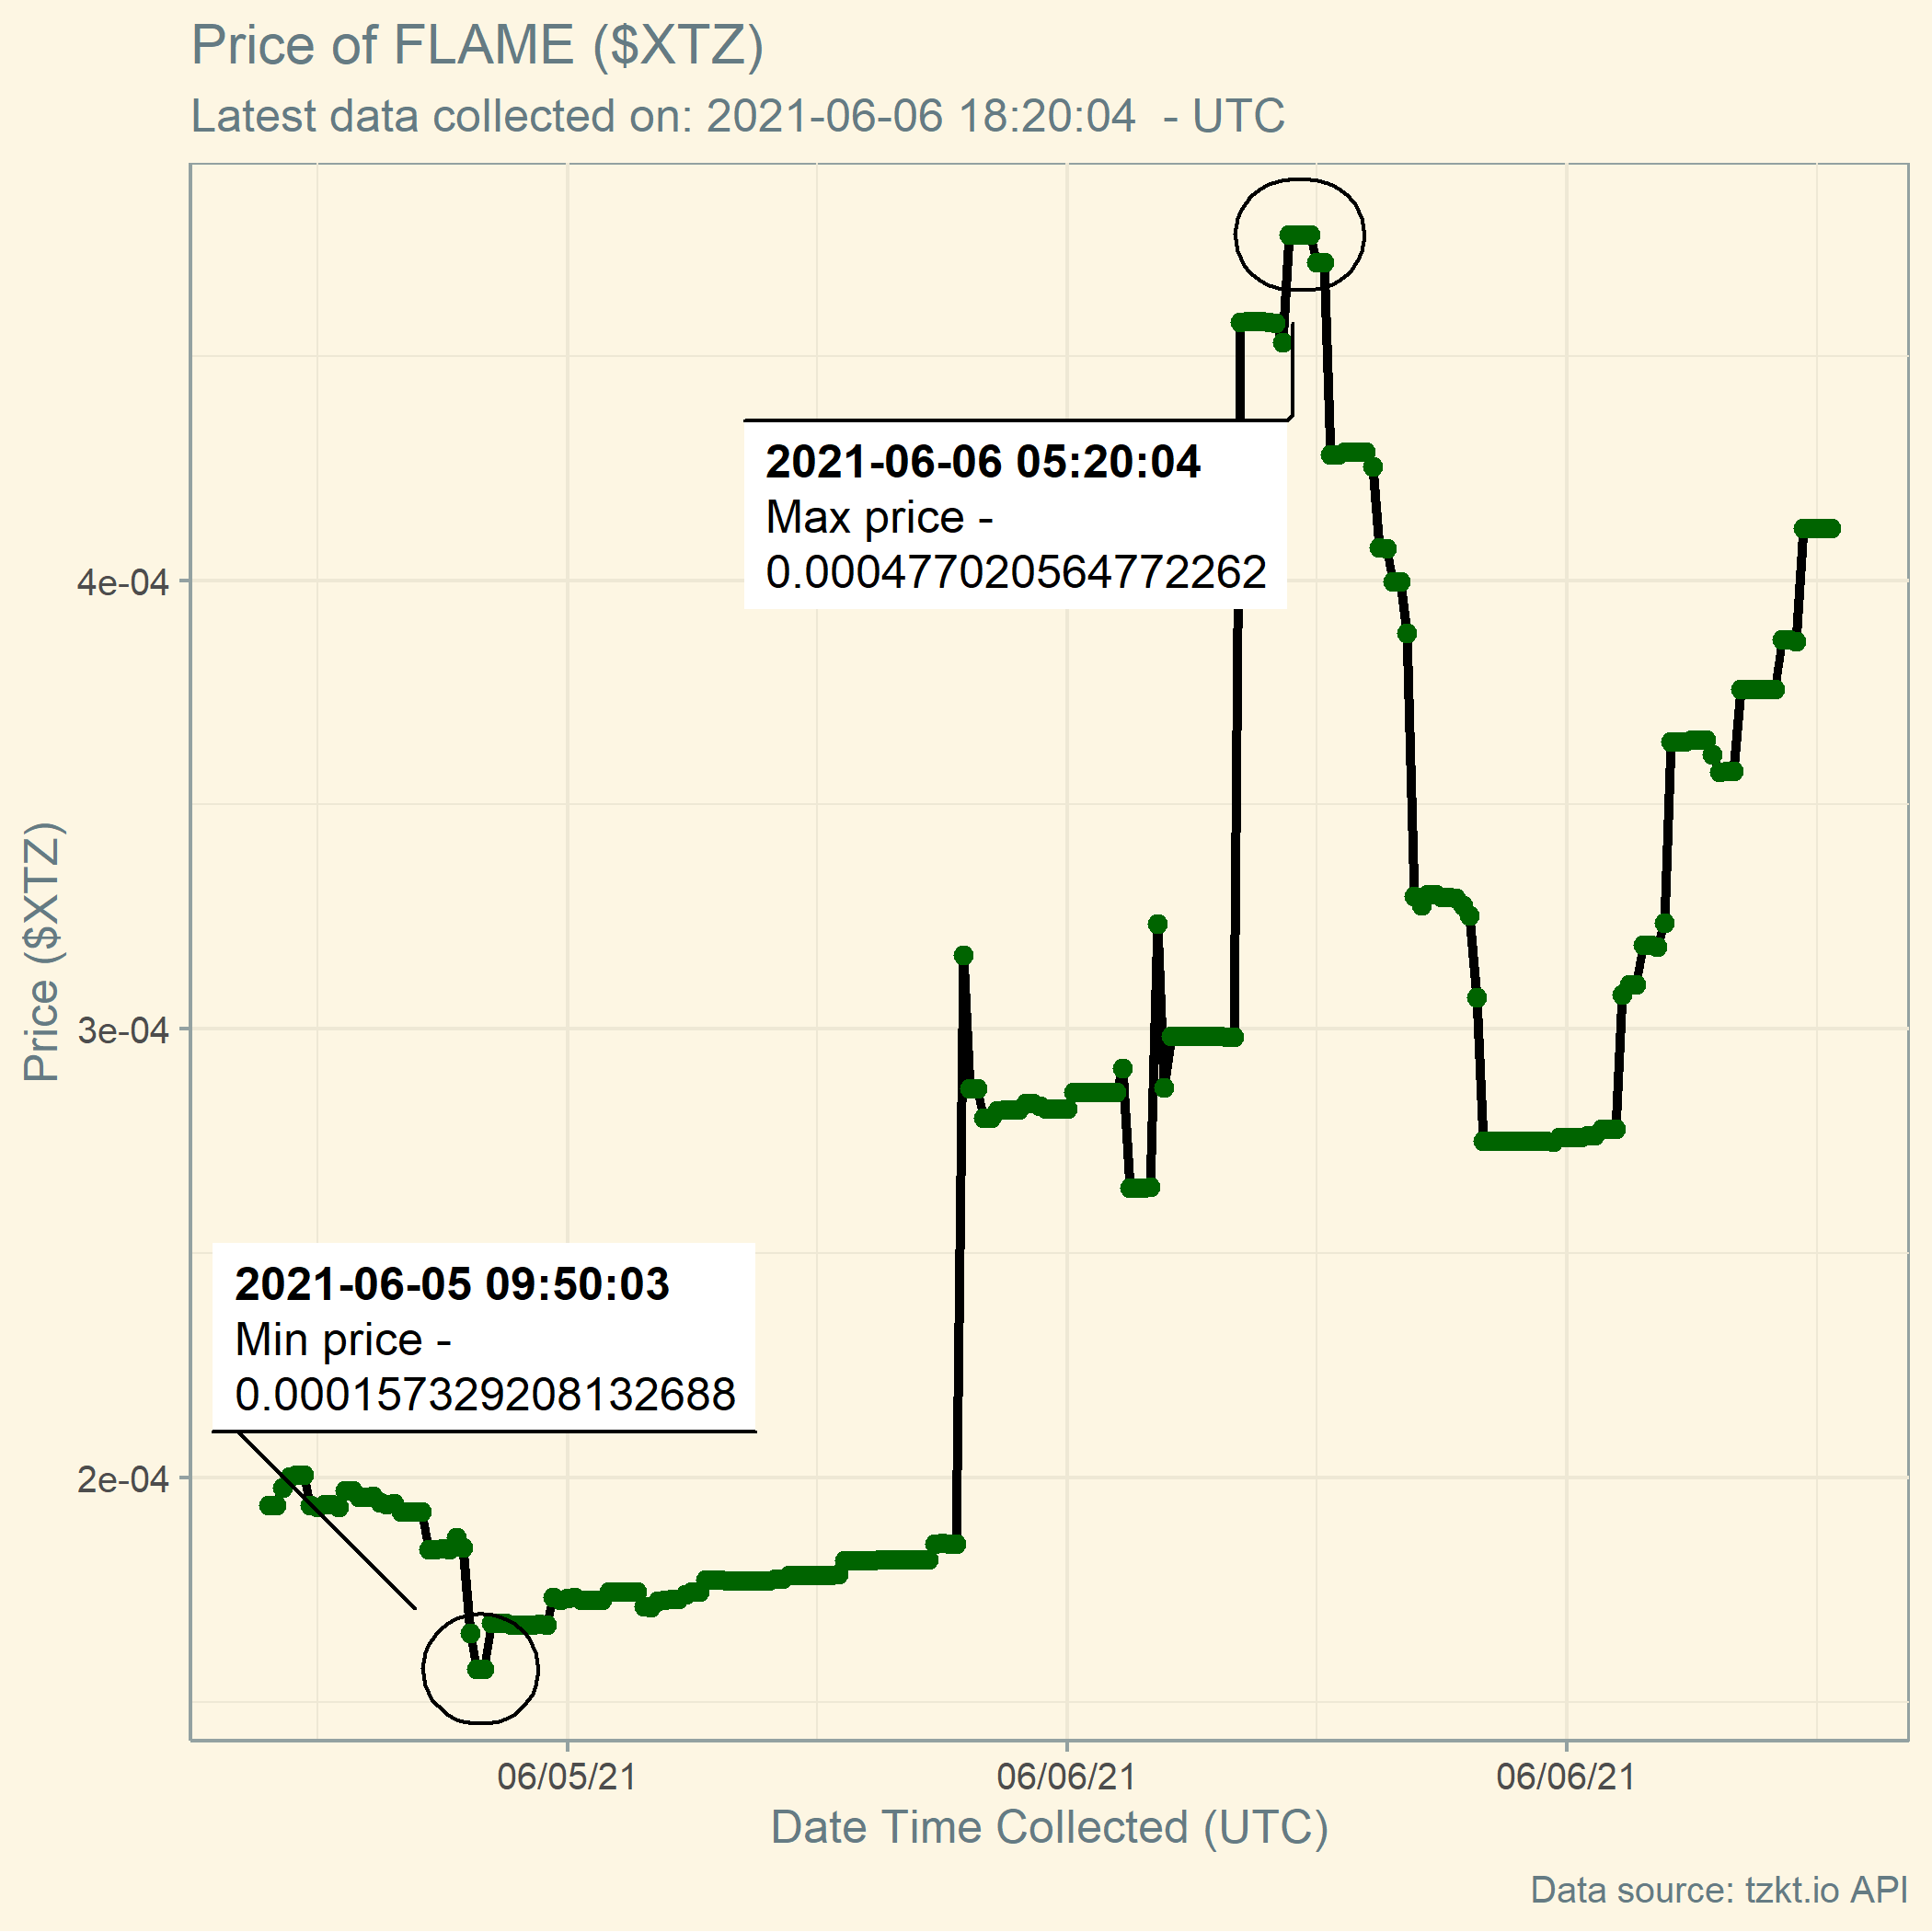 Price of FLAME ($XTZ)
Latest data collected on: 2021-06-06 18:20:04  - UTC
2021-06-06 05:20:04
Max price -
0.000477020564772262
4e-04
3e-04
2e-04
Price ($XTZ)
2021-06-05 09:50:03
Min price -
0.000157329208132688
06/05/21
06/06/21
06/06/21
Date Time Collected (UTC)
Data source: tzkt.io API